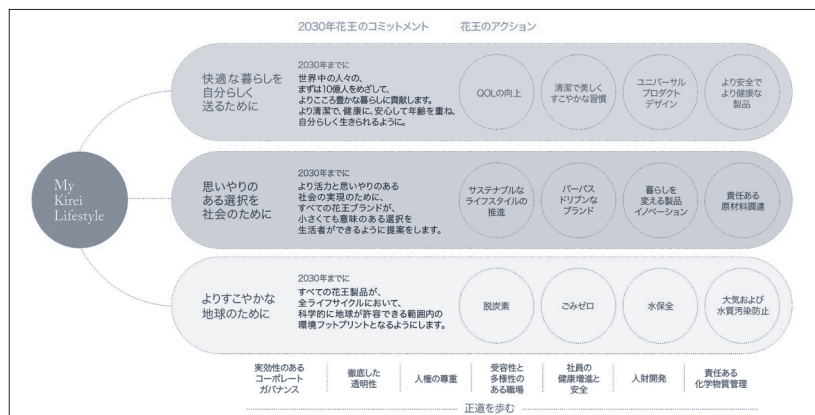 2030年花王のコミットメント
花王のアクション
My
Kirei
Lifestyle
快適な暮らしを
自分らしく
送るために
2030年までに
世界中の人々の、
まずは10億人をめざして、
よりこころ豊かな暮らしに貢献します。
より清潔で、健康に、安心して年齢を重ね、
自分らしく生きられるように。
QOLの向上
清潔で美しく
すこやかな習慣
ユニバーサル
プロダクト
デザイン
より安全で
より健康な
製品
思いやりの
ある選択を
社会のために
2030年までに
より活力と思いやりのある
社会の実現のために、
すべての花王ブランドが、
小さくても意味のある選択を
生活者ができるように提案をします。
サステナブルな
ライフスタイルの
推進
パーパス
ドリブンな
ブランド
暮らしを
変える製品
イノベーション
責任ある
原材料調達
よりすこやかな
地球のために
2030年までに
すべての花王製品が、
全ライフサイクルにおいて、
科学的に地球が許容できる範囲内の
環境フットプリントとなるようにします。
脱炭素
ごみゼロ
水保全
大気および
水質汚染防止
実効性のある
コーポレート
ガバナンス
徹底した
透明性
人権の尊重
受容性と
多様性の
ある職場
社員の
健康増進と
安全
人財開発
責任ある
化学物質管理
正道を歩む